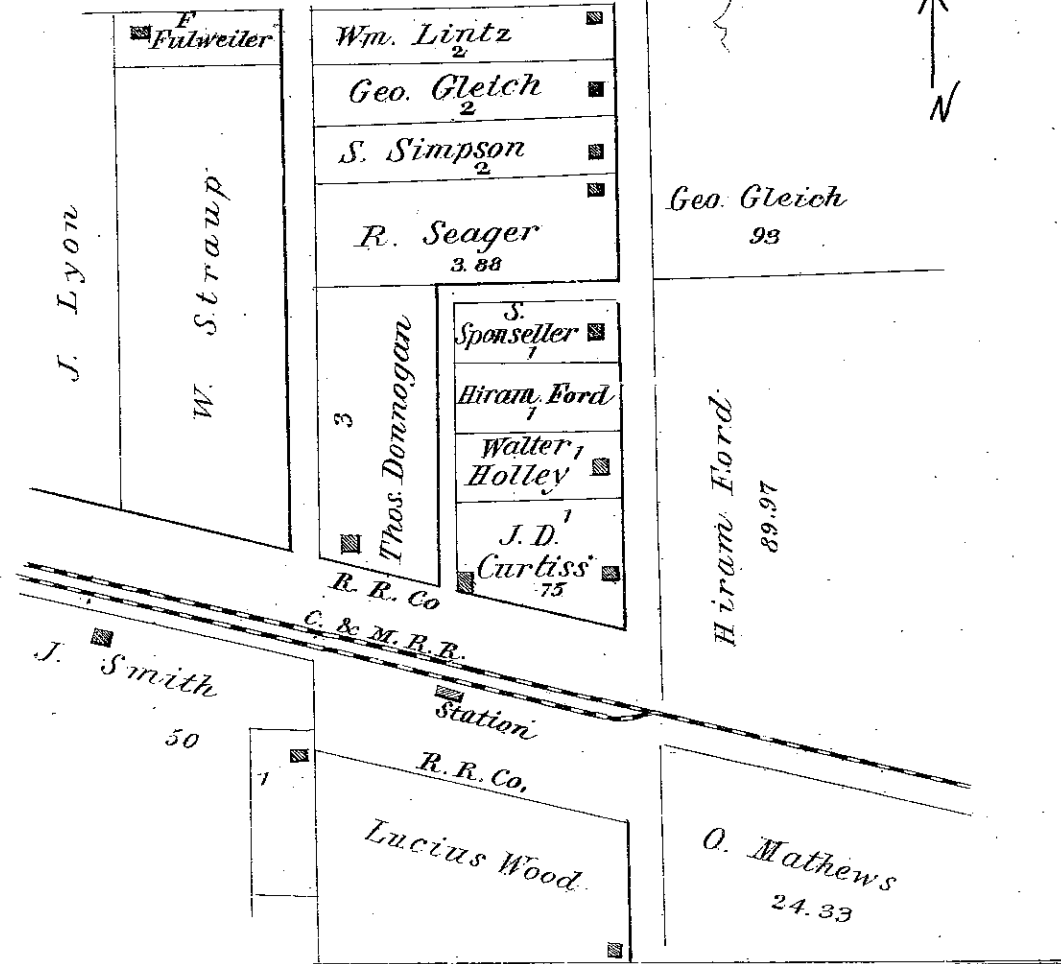 F
Fulweiler
Wm. Lintz
2
Geo. Gleich
2
S. Simpson
2
R. Seager
3.88
Geo. Gleich
93
N
J. Lyon
W. Straup
3
Thos. Donnogan
S.
Sponseller
1
Hiram Ford
1
Walter 1
Holley
J. D. 1
Curtiss
75
Hiram Ford
89.97
R. R. Co
C. & M. R. R.
Station
R. R. Co.
J. Smith
50
1
Lucius Wood
O. Mathews
24.33